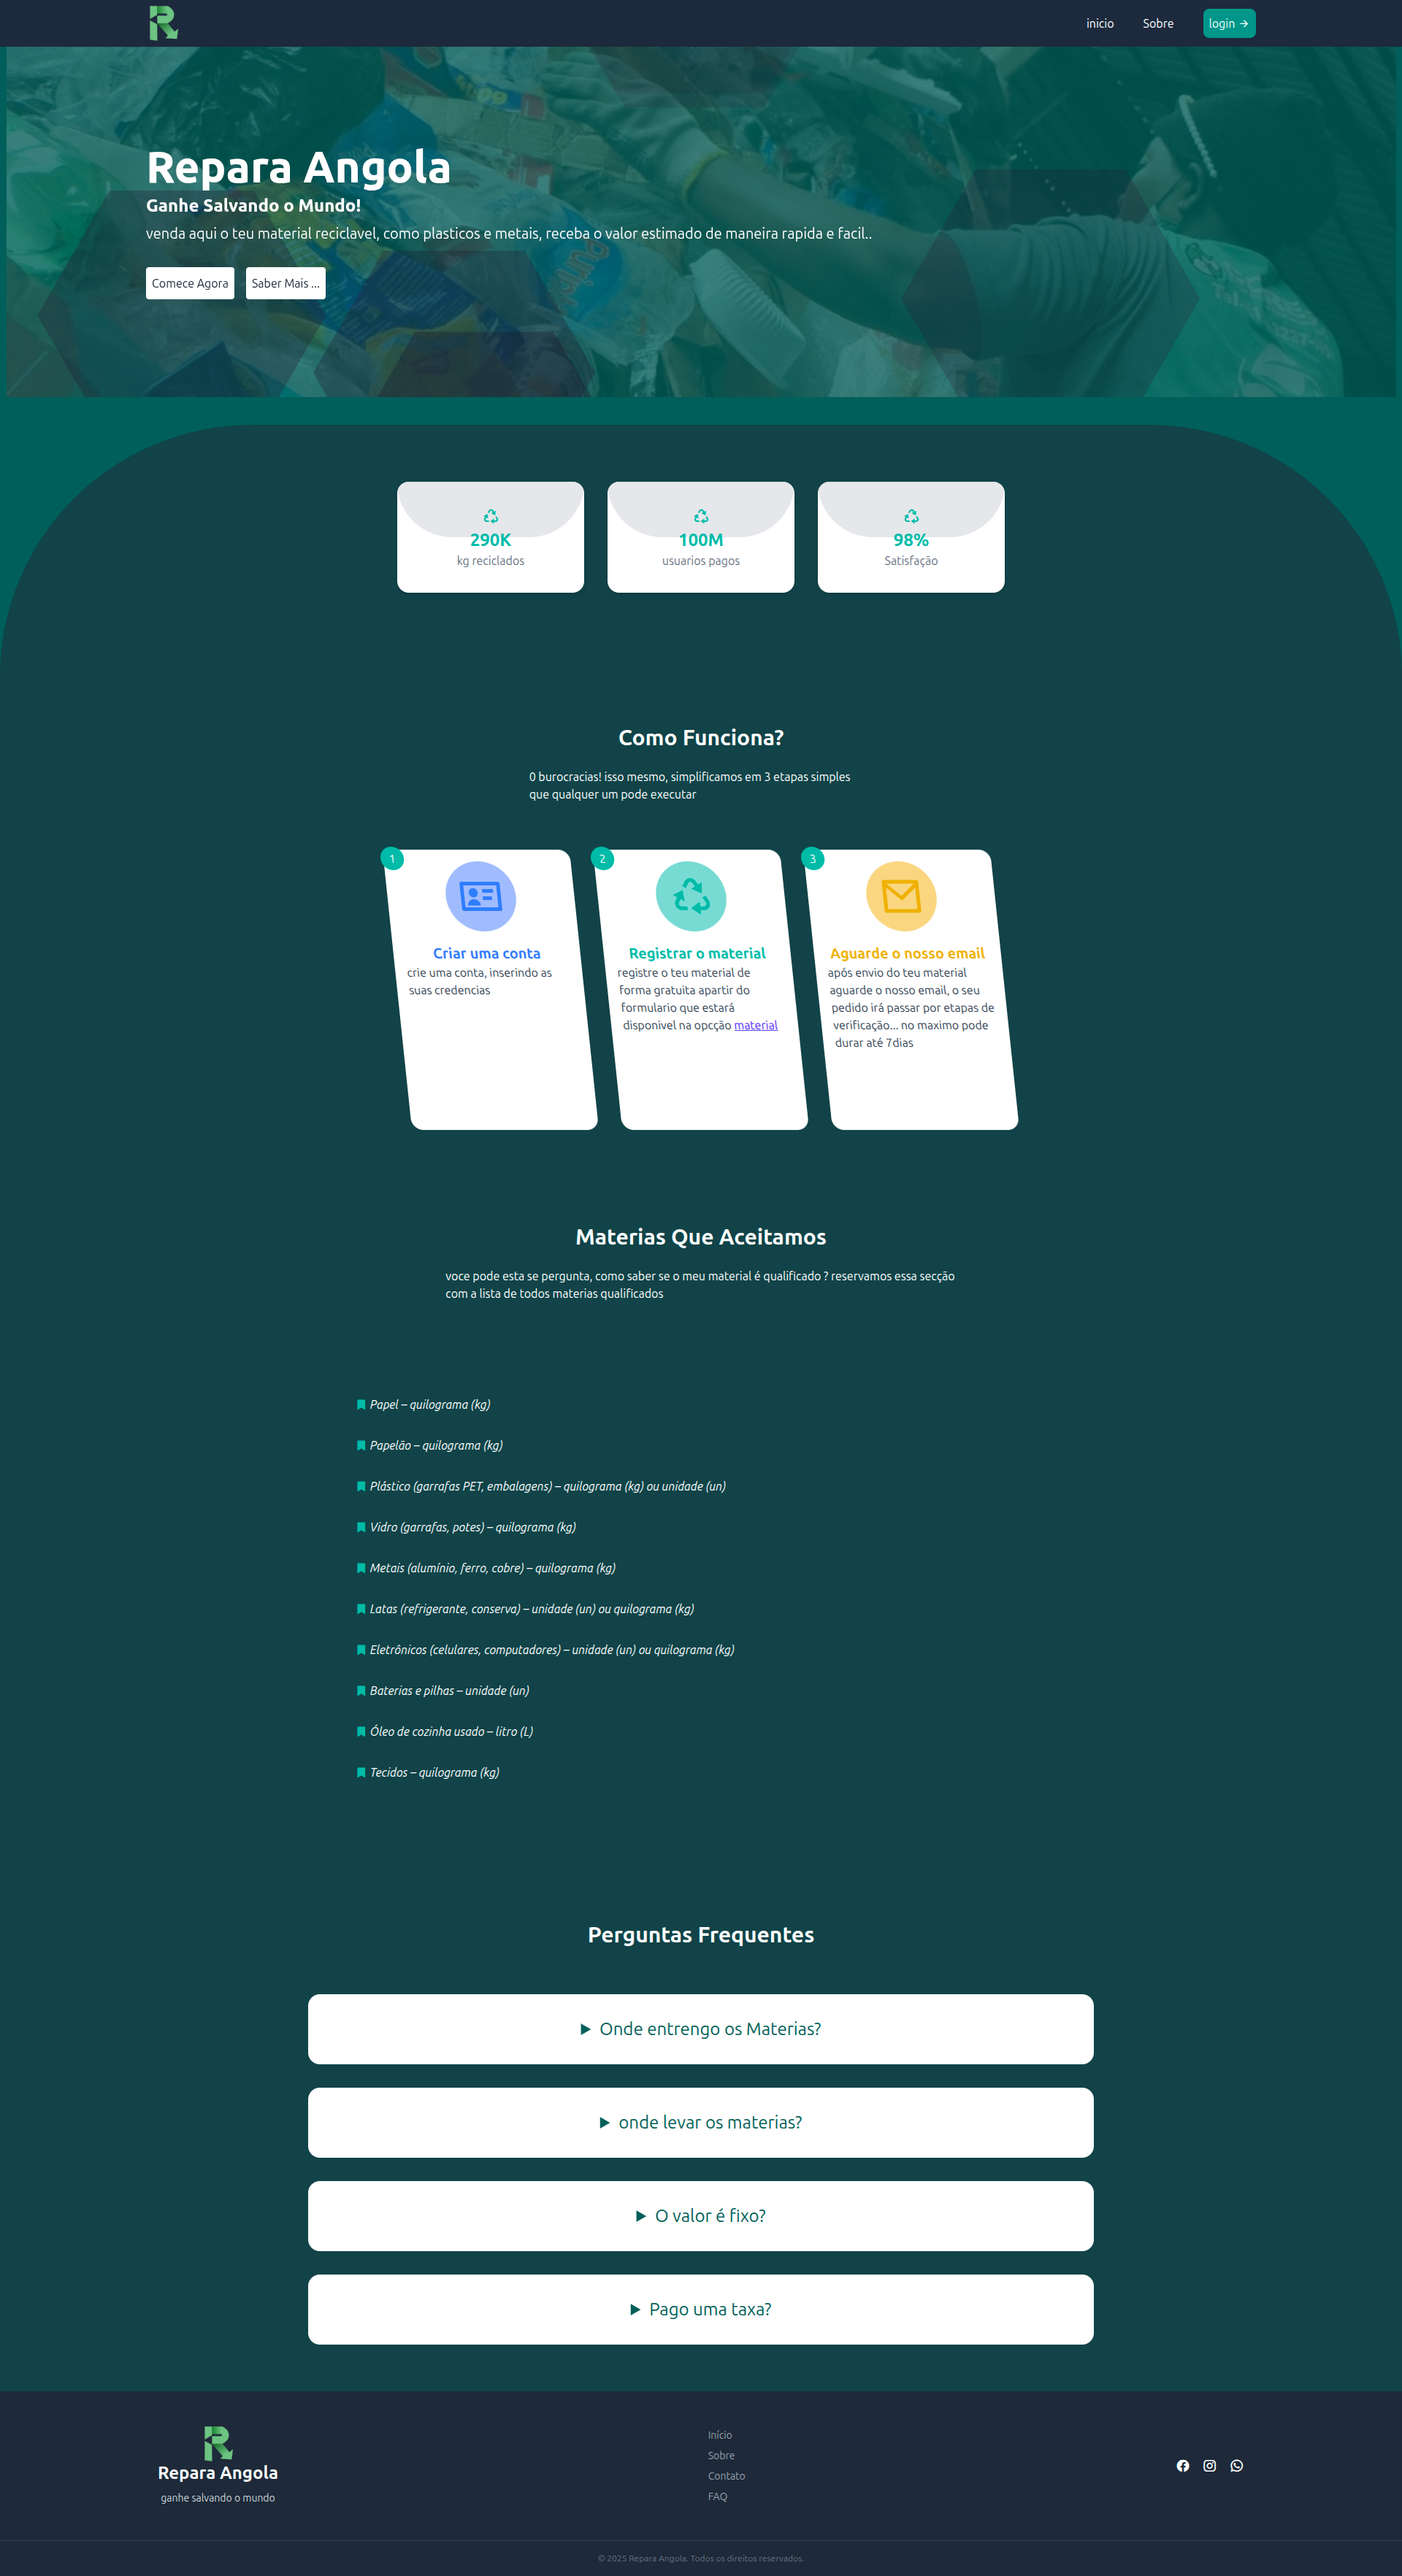 inicio
Sobre
login →
Repara Angola
Ganhe Salvando o Mundo!
venda aqui o teu material reciclavel, como plasticos e metais, receba o valor estimado de maneira rapida e facil..
Comece Agora
Saber Mais ...
290K
kg reciclados
100M
usuarios pagos
98%
Satisfação
Como Funciona?
0 burocracias! isso mesmo, simplificamos em 3 etapas simples
que qualquer um pode executar
1
Criar uma conta
crie uma conta, inserindo as
suas credencias
2
Registrar o material
registre o teu material de
forma gratuita apartir do
formulario que estará
disponivel na opcção material
3
Aguarde o nosso email
após envio do teu material
aguarde o nosso email, o seu
pedido irá passar por etapas de
verificação... no maximo pode
durar até 7dias
Materias Que Aceitamos
voce pode esta se pergunta, como saber se o meu material é qualificado ? reservamos essa secção
com a lista de todos materias qualificados
Papel – quilograma (kg)
Papelão – quilograma (kg)
Plástico (garrafas PET, embalagens) – quilograma (kg) ou unidade (un)
Vidro (garrafas, potes) – quilograma (kg)
Metais (alumínio, ferro, cobre) – quilograma (kg)
Latas (refrigerante, conserva) – unidade (un) ou quilograma (kg)
Eletrônicos (celulares, computadores) – unidade (un) ou quilograma (kg)
Baterias e pilhas – unidade (un)
Óleo de cozinha usado – litro (L)
Tecidos – quilograma (kg)
Perguntas Frequentes
Onde entrengo os Materias?
onde levar os materias?
O valor é fixo?
Pago uma taxa?
Repara Angola
ganhe salvando o mundo
Início
Sobre
Contato
FAQ
© 2025 Repara Angola. Todos os direitos reservados.